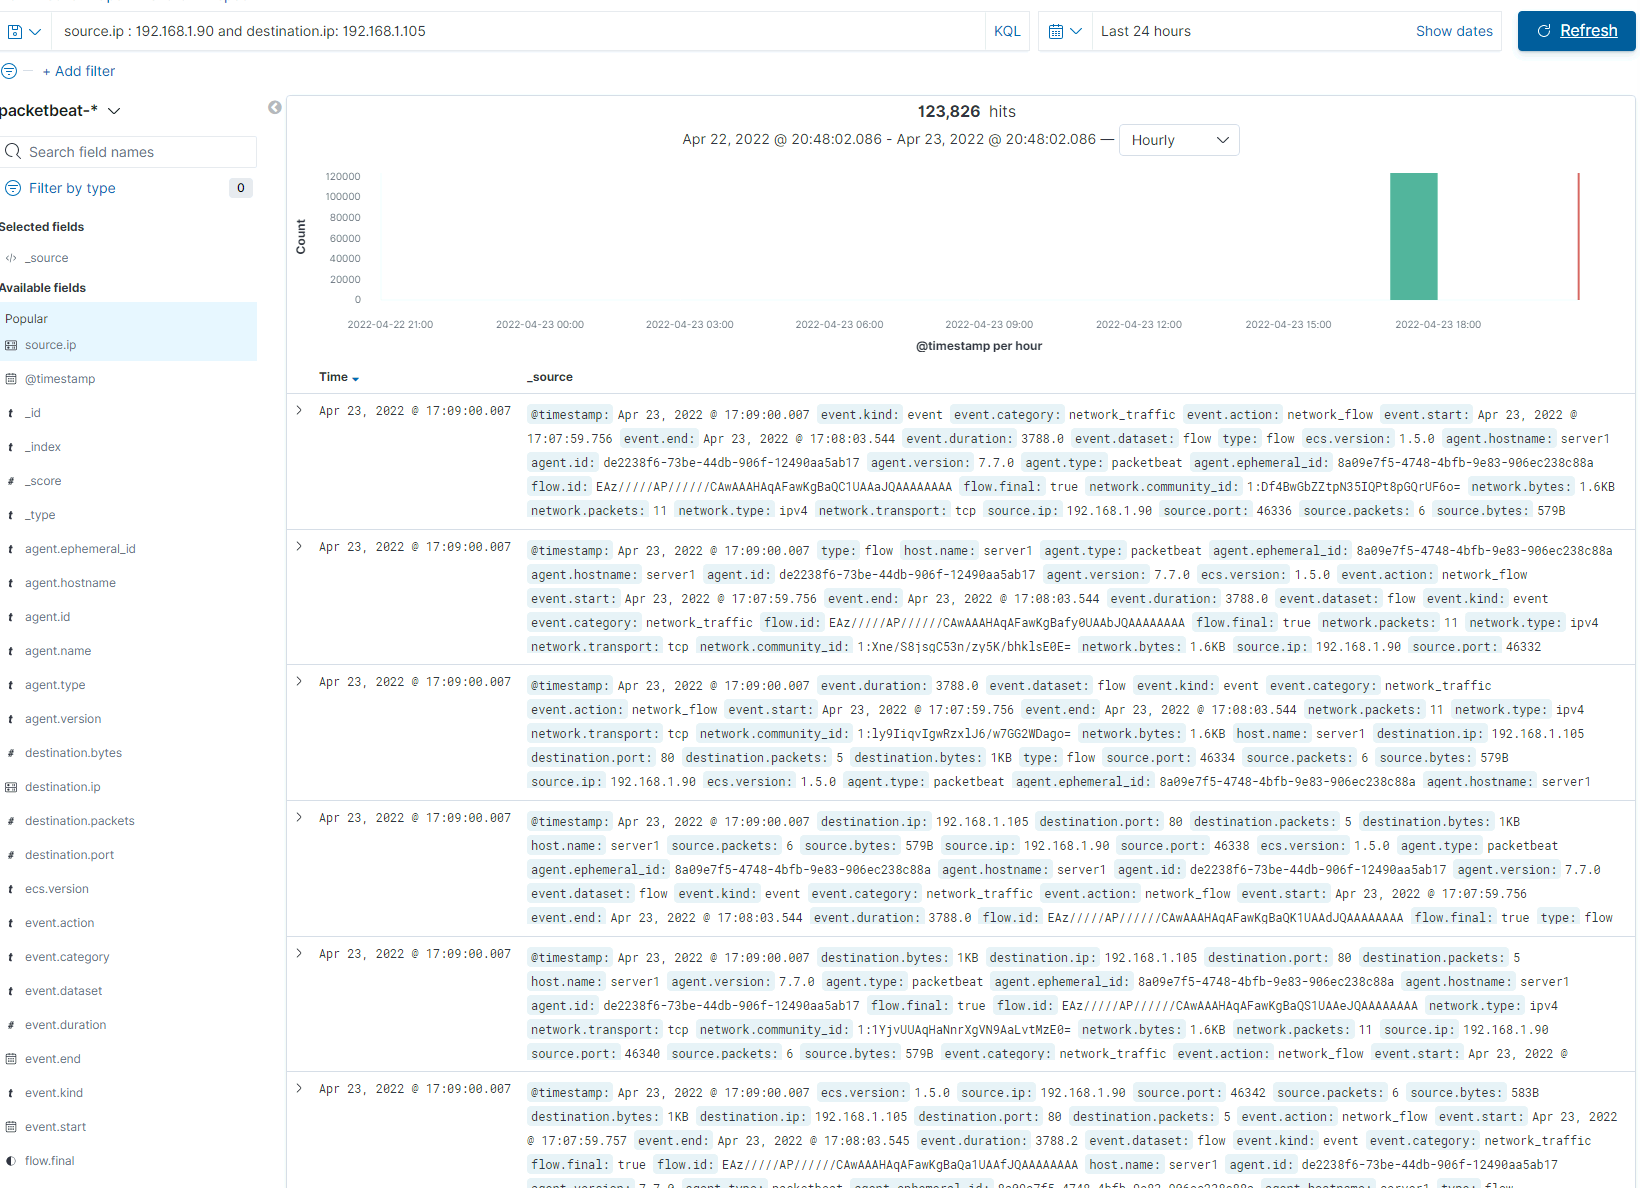 source.ip : 192.168.1.90 and destination.ip: 192.168.1.105
KQL
Last 24 hours
Show dates
Refresh
+ Add filter
packetbeat-*
Search field names
Filter by type
0
Selected fields
_source
Available fields
Popular
source.ip
@timestamp
_id
_index
_score
_type
agent.ephemeral_id
agent.hostname
agent.id
agent.name
agent.type
agent.version
destination.bytes
destination.ip
destination.packets
destination.port
ecs.version
event.action
event.category
event.dataset
event.duration
event.end
event.kind
event.start
flow.final
123,826 hits
Apr 22, 2022 @ 20:48:02.086 - Apr 23, 2022 @ 20:48:02.086 — Hourly
Count
120000
100000
80000
60000
40000
20000
0
2022-04-22 21:00 2022-04-23 00:00 2022-04-23 03:00 2022-04-23 06:00 2022-04-23 09:00 2022-04-23 12:00 2022-04-23 15:00 2022-04-23 18:00
@timestamp per hour
Time _source
Apr 23, 2022 @ 17:09:00.007
@timestamp: Apr 23, 2022 @ 17:09:00.007 event.kind: event event.category: network_traffic event.action: network_flow event.start: Apr 23, 2022 @
17:07:59.756 event.end: Apr 23, 2022 @ 17:08:03.544 event.duration: 3788.0 event.dataset: flow type: flow ecs.version: 1.5.0 agent.hostname: server1
agent.id: de2238f6-73be-44db-906f-12490aa5ab17 agent.version: 7.7.0 agent.type: packetbeat agent.ephemeral_id: 8a09e7f5-4748-4bfb-9e83-906ec238c88a
flow.id: EAz/////AP//////CAwAAAHAqAFawKgBaQC1UAAaJQAAAAAAAA flow.final: true network.community_id: 1:Df4BwGbZZtpN35IQPt8pGQrUF6o= network.bytes: 1.6KB
network.packets: 11 network.type: ipv4 network.transport: tcp source.ip: 192.168.1.90 source.port: 46336 source.packets: 6 source.bytes: 579B
Apr 23, 2022 @ 17:09:00.007
@timestamp: Apr 23, 2022 @ 17:09:00.007 type: flow host.name: server1 agent.type: packetbeat agent.ephemeral_id: 8a09e7f5-4748-4bfb-9e83-906ec238c88a
agent.hostname: server1 agent.id: de2238f6-73be-44db-906f-12490aa5ab17 agent.version: 7.7.0 ecs.version: 1.5.0 event.action: network_flow
event.start: Apr 23, 2022 @ 17:07:59.756 event.end: Apr 23, 2022 @ 17:08:03.544 event.duration: 3788.0 event.dataset: flow event.kind: event
event.category: network_traffic flow.id: EAz/////AP//////CAwAAAHAqAFawKgBafy0UAAbJQAAAAAAAA flow.final: true network.packets: 11 network.type: ipv4
network.transport: tcp network.community_id: 1:Xne/S8jsgC53n/zy5K/bhklsE0E= network.bytes: 1.6KB source.ip: 192.168.1.90 source.port: 46332
Apr 23, 2022 @ 17:09:00.007
@timestamp: Apr 23, 2022 @ 17:09:00.007 event.duration: 3788.0 event.dataset: flow event.kind: event event.category: network_traffic
event.action: network_flow event.start: Apr 23, 2022 @ 17:07:59.756 event.end: Apr 23, 2022 @ 17:08:03.544 network.packets: 11 network.type: ipv4
network.transport: tcp network.community_id: 1:ly9IiqvIgwRzxlJ6/w7GG2WDago= network.bytes: 1.6KB host.name: server1 destination.ip: 192.168.1.105
destination.port: 80 destination.packets: 5 destination.bytes: 1KB type: flow source.port: 46334 source.packets: 6 source.bytes: 579B
source.ip: 192.168.1.90 ecs.version: 1.5.0 agent.type: packetbeat agent.ephemeral_id: 8a09e7f5-4748-4bfb-9e83-906ec238c88a agent.hostname: server1
Apr 23, 2022 @ 17:09:00.007
@timestamp: Apr 23, 2022 @ 17:09:00.007 destination.ip: 192.168.1.105 destination.port: 80 destination.packets: 5 destination.bytes: 1KB
host.name: server1 source.packets: 6 source.bytes: 579B source.ip: 192.168.1.90 source.port: 46338 ecs.version: 1.5.0 agent.type: packetbeat
agent.ephemeral_id: 8a09e7f5-4748-4bfb-9e83-906ec238c88a agent.hostname: server1 agent.id: de2238f6-73be-44db-906f-12490aa5ab17 agent.version: 7.7.0
event.dataset: flow event.kind: event event.category: network_traffic event.action: network_flow event.start: Apr 23, 2022 @ 17:07:59.756
event.end: Apr 23, 2022 @ 17:08:03.544 event.duration: 3788.0 flow.id: EAz/////AP//////CAwAAAHAqAFawKgBaQK1UAAdJQAAAAAAAA flow.final: true type: flow
Apr 23, 2022 @ 17:09:00.007
@timestamp: Apr 23, 2022 @ 17:09:00.007 destination.bytes: 1KB destination.ip: 192.168.1.105 destination.port: 80 destination.packets: 5
host.name: server1 agent.version: 7.7.0 agent.type: packetbeat agent.ephemeral_id: 8a09e7f5-4748-4bfb-9e83-906ec238c88a agent.hostname: server1
agent.id: de2238f6-73be-44db-906f-12490aa5ab17 flow.final: true flow.id: EAz/////AP//////CAwAAAHAqAFawKgBaQS1UAAeJQAAAAAAAA network.type: ipv4
network.transport: tcp network.community_id: 1:1YjvUUAqHaNnrXgVN9AaLvtMzE0= network.bytes: 1.6KB network.packets: 11 source.ip: 192.168.1.90
source.port: 46340 source.packets: 6 source.bytes: 579B event.category: network_traffic event.action: network_flow event.start: Apr 23, 2022 @
Apr 23, 2022 @ 17:09:00.007
@timestamp: Apr 23, 2022 @ 17:09:00.007 ecs.version: 1.5.0 source.ip: 192.168.1.90 source.port: 46342 source.packets: 6 source.bytes: 583B
destination.bytes: 1KB destination.ip: 192.168.1.105 destination.port: 80 destination.packets: 5 event.action: network_flow event.start: Apr 23, 2022
@ 17:07:59.757 event.end: Apr 23, 2022 @ 17:08:03.545 event.duration: 3788.2 event.dataset: flow event.kind: event event.category: network_traffic
flow.final: true flow.id: EAz/////AP//////CAwAAAHAqAFawKgBaQa1UAAfJQAAAAAAAA host.name: server1 agent.id: de2238f6-73be-44db-906f-12490aa5ab17